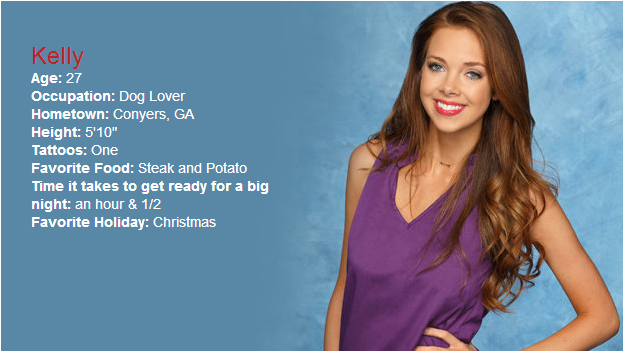 Kelly
Age: 27
Occupation: Dog Lover
Hometown: Conyers, GA
Height: 5'10"
Tattoos: One
Favorite Food: Steak and Potato
Time it takes to get ready for a big
night: an hour & 1/2
Favorite Holiday: Christmas